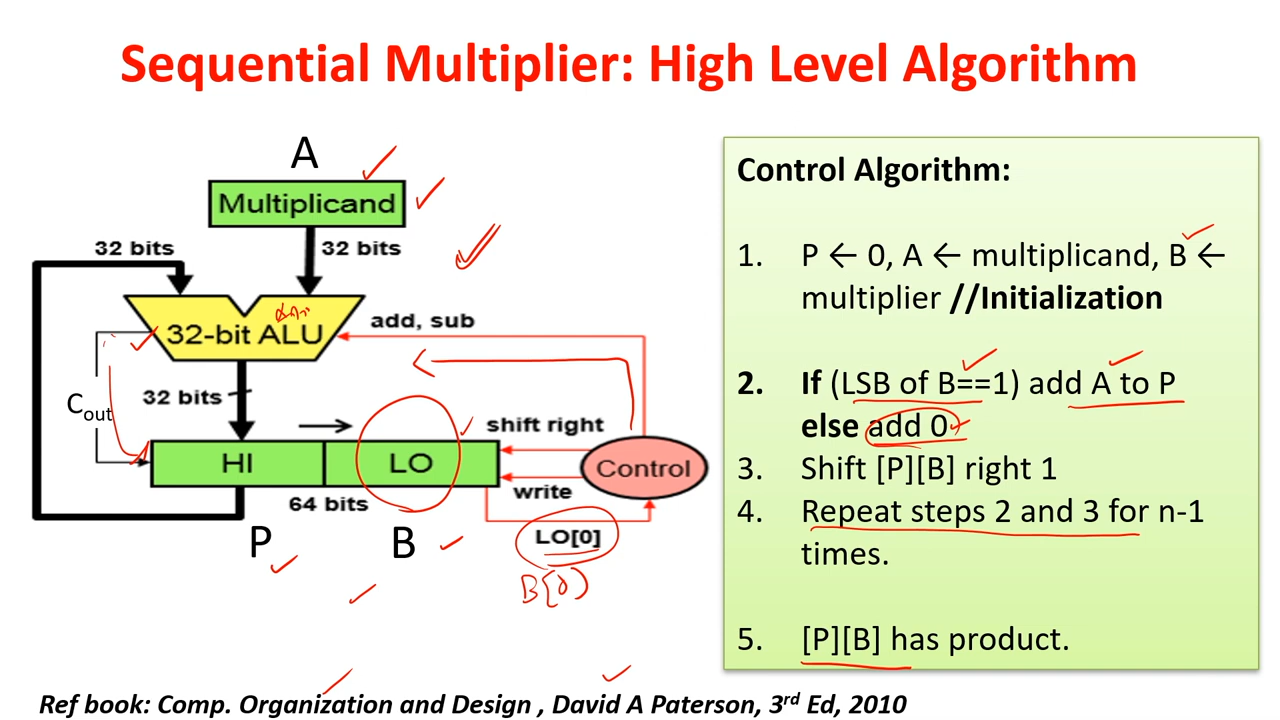 Sequential Multiplier: High Level Algorithm
A
Multiplicand
32 bits
32 bits
32-bit ALU
add, sub
32 bits
Cout
HI
LO
shift right
write
Control
64 bits
LO[0]
P
B
B[0]
Control Algorithm:
1. P ← 0, A ← multiplicand, B ←
multiplier //Initialization
2. If (LSB of B==1) add A to P
else add 0
3. Shift [P][B] right 1
4. Repeat steps 2 and 3 for n-1
times.
5. [P][B] has product.
Ref book: Comp. Organization and Design , David A Paterson, 3rd Ed, 2010